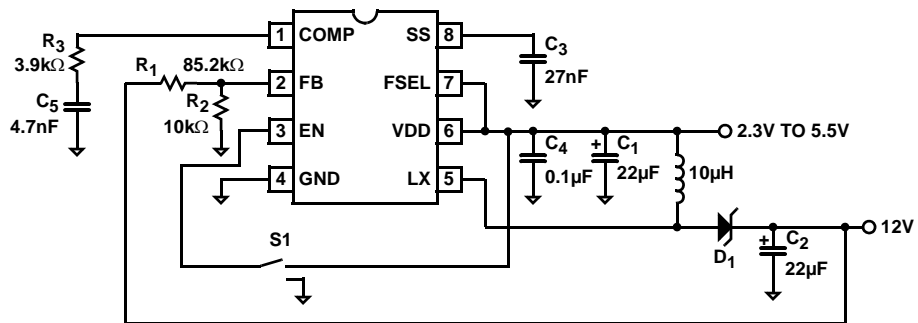 R3
3.9kΩ
C5
4.7nF
R1
85.2kΩ
R2
10kΩ
1
COMP
2
FB
3
EN
4
GND
SS
8
FSEL
7
VDD
6
LX
5
C3
27nF
C4
0.1µF
+
C1
22µF
2.3V TO 5.5V
10µH
S1
D1
+
C2
22µF
12V